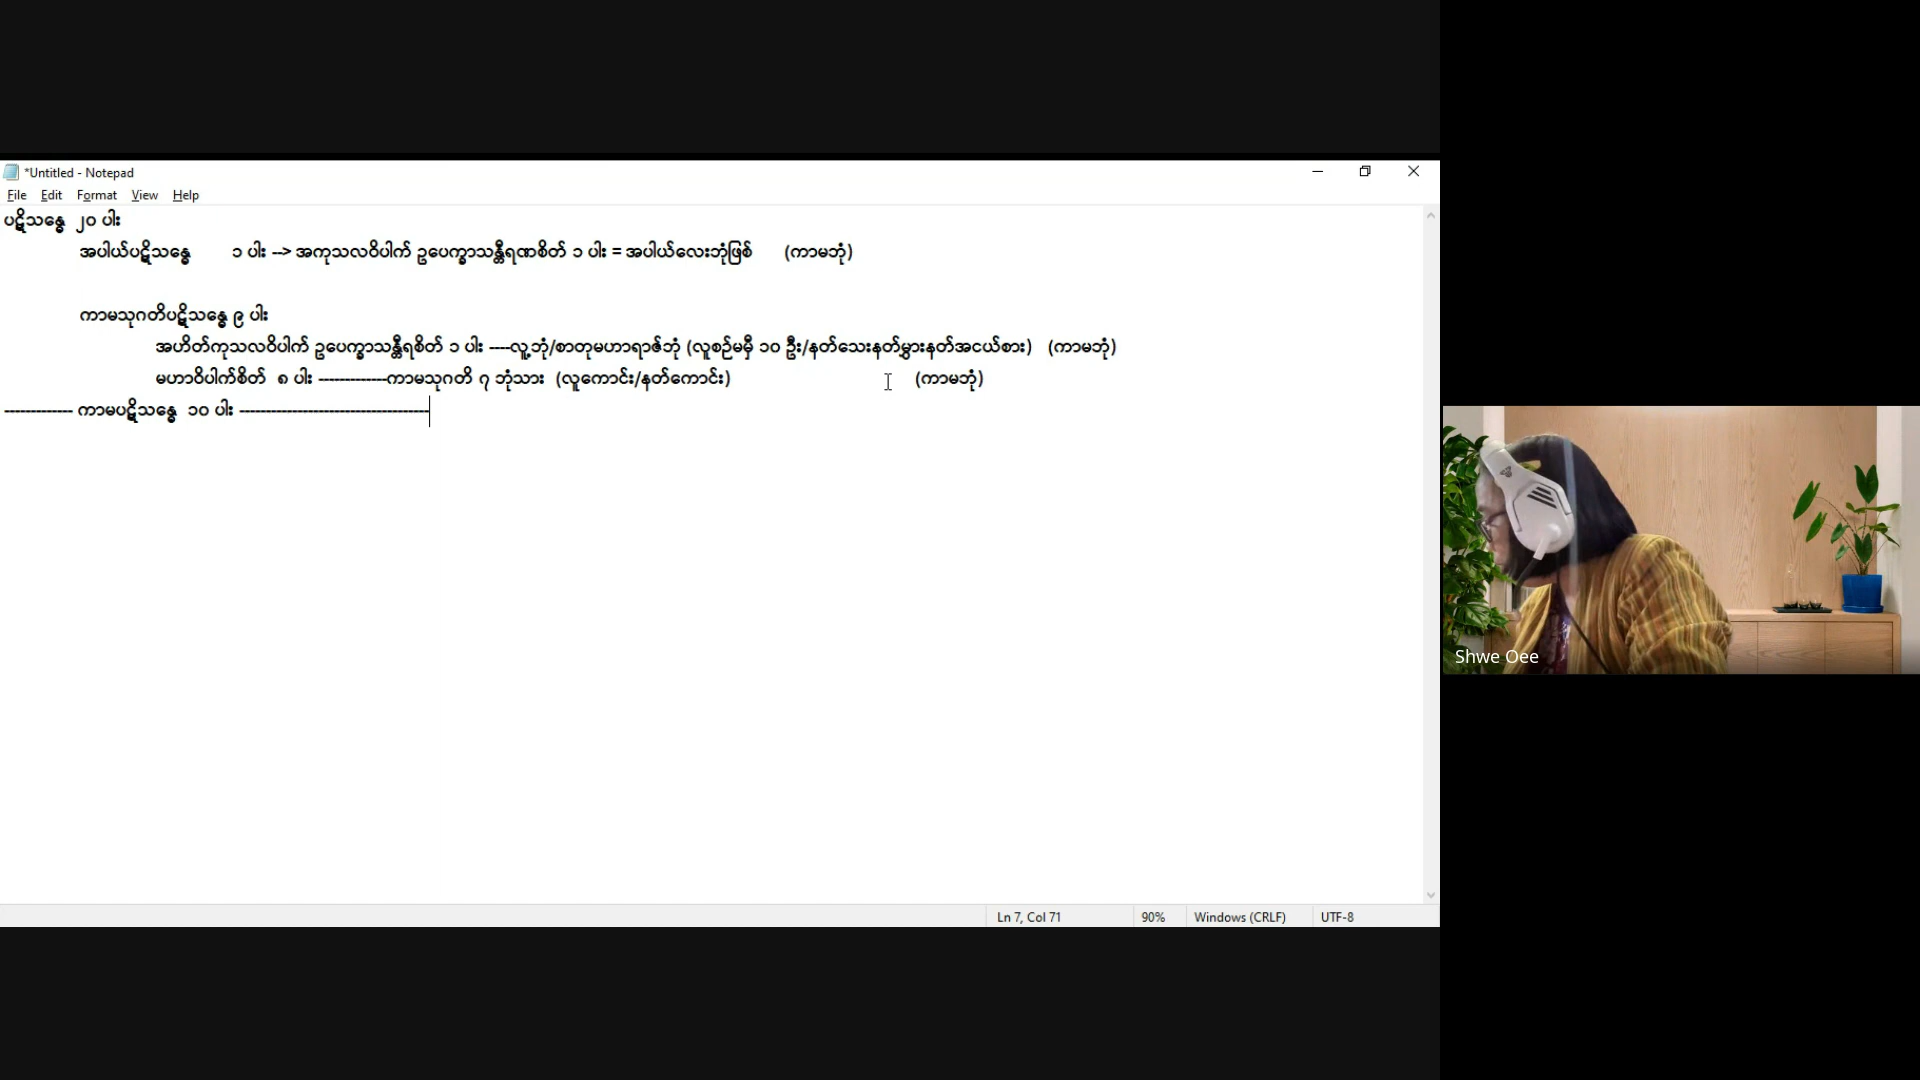 *Untitled - Notepad
File Edit Format View Help
ပဋိသန္ဓေ ၂၀ ပါး
အပါယ်ပဋိသန္ဓေ ၁ ပါး --> အကုသလဝိပါက် ဥပေက္ခာသန္တီရဏစိတ် ၁ ပါး = အပါယ်လေးဘုံဖြစ် (ကာမဘုံ)
ကာမသုဂတိပဋိသန္ဓေ ၉ ပါး
အဟိတ်ကုသလဝိပါက် ဥပေက္ခာသန္တီရစိတ် ၁ ပါး ----လူ့ဘုံ/စာတုမဟာရာဇ်ဘုံ (လူစဉ်မမှီ ၁၀ ဦး/နတ်သေးနတ်မွှားနတ်အငယ်စား) (ကာမဘုံ)
မဟာဝိပါက်စိတ် ၈ ပါး -------------ကာမသုဂတိ ၇ ဘုံသား (လူကောင်း/နတ်ကောင်း) (ကာမဘုံ)
------------- ကာမပဋိသန္ဓေ ၁၀ ပါး ------------------------------------
Ln 7, Col 71 90% Windows (CRLF) UTF-8
Shwe Oee